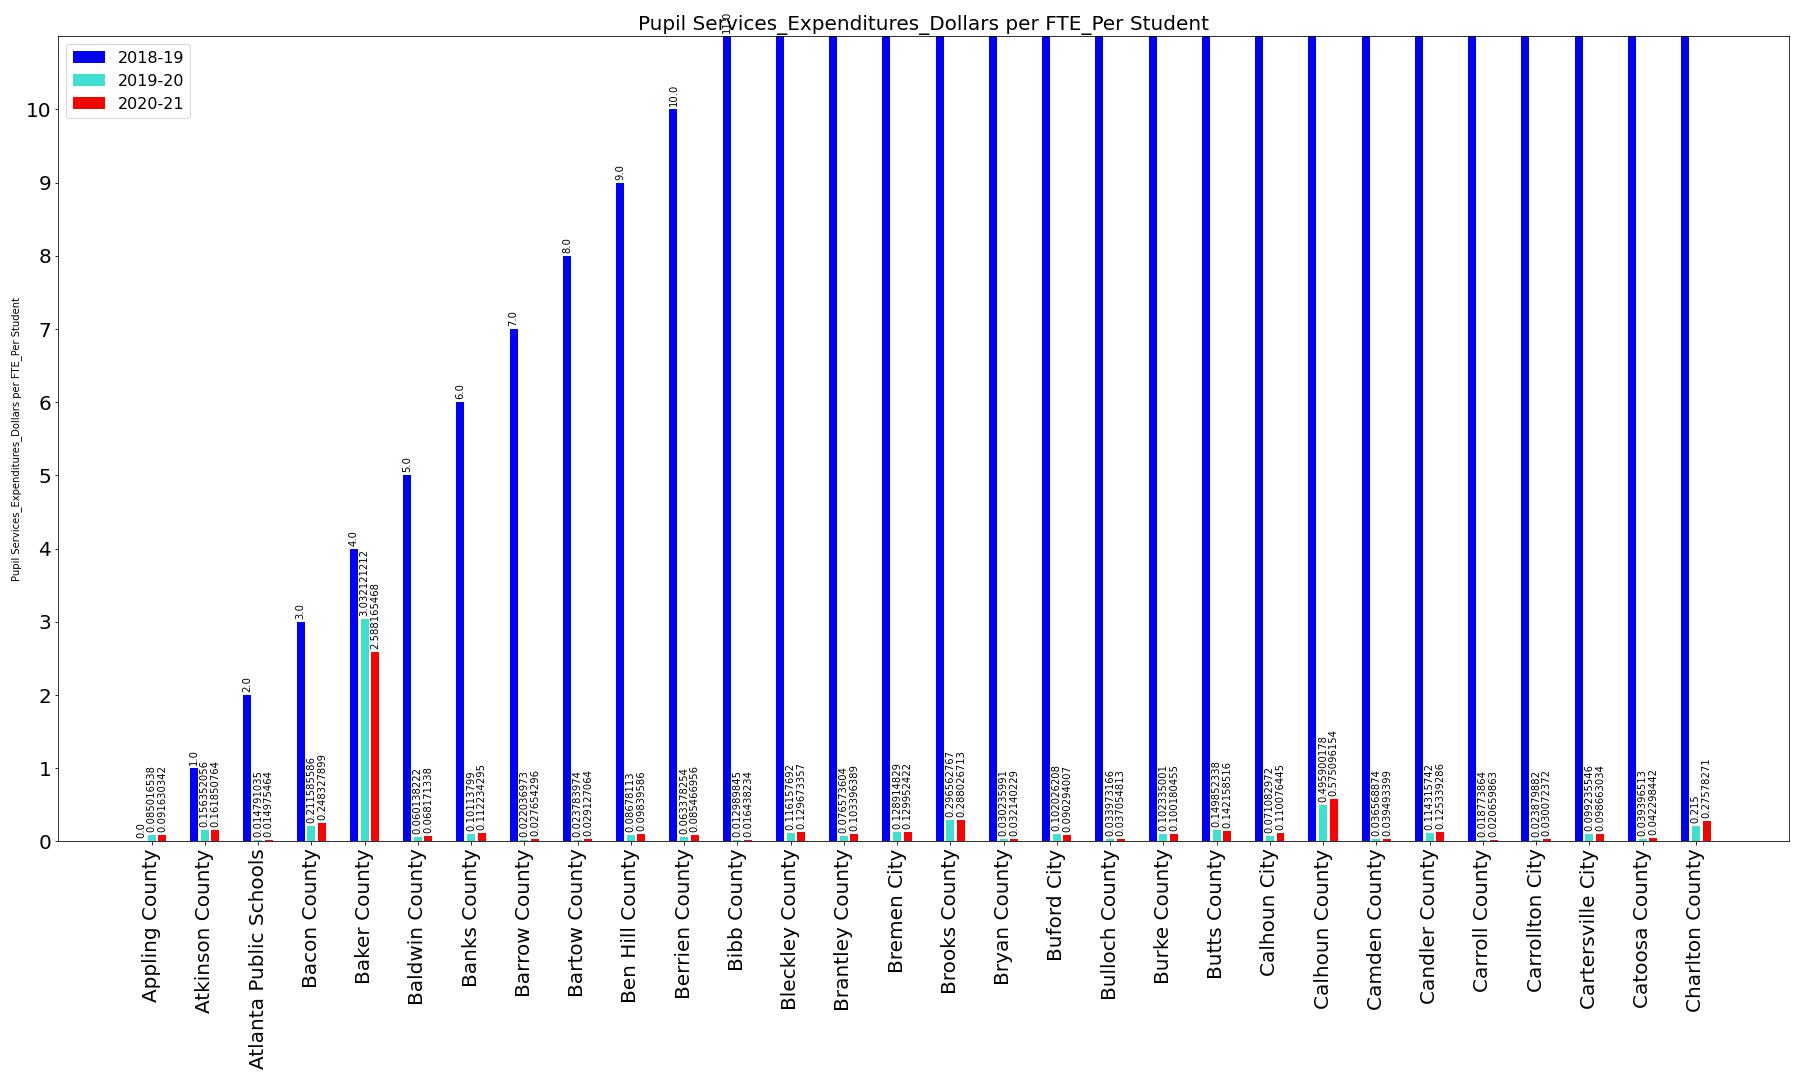 Pupil Services_Expenditures_Dollars per FTE_Per Student
2018-19
2019-20
2020-21
Pupil Services_Expenditures_Dollars per FTE_Per Student
10
9
8
7
6
5
4
3
2
1
0
0.0
0.085016538
0.091630342
1.0
0.156352056
0.161850764
2.0
0.014791035
0.014975464
3.0
0.211585586
0.248327899
4.0
3.032121212
2.588165468
5.0
0.060138222
0.068171338
6.0
0.10113799
0.112234295
7.0
0.022036973
0.027654296
8.0
0.023783974
0.029127064
9.0
0.08678113
0.09839586
10.0
0.063378254
0.085466956
11.0
0.012989845
0.016438234
0.116157692
0.129673357
0.076573604
0.103396389
0.128914829
0.129952422
0.296562767
0.288026713
0.030235991
0.032140229
0.102026208
0.090294007
0.033973166
0.037054813
0.102335001
0.100180455
0.149852338
0.142158516
0.07108297
0.110076445
0.495900178
0.577509615
0.036568874
0.039493399
0.114315742
0.125339286
0.018773864
0.020659863
0.023879882
0.030072372
0.099235546
0.098663034
0.039396513
0.042298442
0.215
0.27578271
Appling County
Atkinson County
Atlanta Public Schools
Bacon County
Baker County
Baldwin County
Banks County
Barrow County
Bartow County
Ben Hill County
Berrien County
Bibb County
Bleckley County
Brantley County
Bremen City
Brooks County
Bryan County
Buford City
Bulloch County
Burke County
Butts County
Calhoun City
Calhoun County
Camden County
Candler County
Carroll County
Carrollton City
Cartersville City
Catoosa County
Charlton County